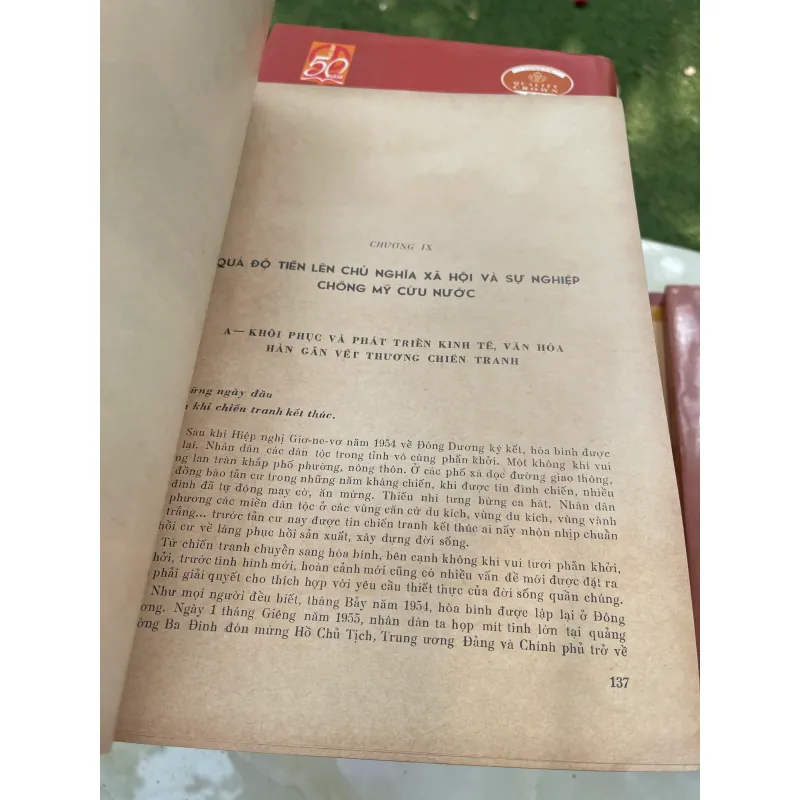 50
QUALITY
CROWN
CHƯƠNG IX
QUÁ ĐỘ TIẾN LÊN CHỦ NGHĨA XÃ HỘI VÀ SỰ NGHIỆP
CHỐNG MỸ CỨU NƯỚC
A — KHÔI PHỤC VÀ PHÁT TRIỂN KINH TẾ, VĂN HÓA
HÀN GẮN VẾT THƯƠNG CHIẾN TRANH
ững ngày đầu
khi chiến tranh kết thúc.
Sau khi Hiệp nghị Giơ-ne-vơ năm 1954 về Đông Dương ký kết, hòa bình được
lại. Nhân dân các dân tộc trong tỉnh vô cùng phấn khởi. Một không khí vui
ng lan tràn khắp phố phường, nông thôn. Ở các phố xá dọc đường giao thông,
đồng bào tản cư trong những năm kháng chiến, khi được tin đình chiến, nhiều
đình đã tự động may cờ, ăn mừng. Thiếu nhi tưng bừng ca hát. Nhân dân
phương các miền dân tộc ở các vùng căn cứ du kích, vùng du kích, vùng vành
trắng... trước tản cư nay được tin chiến tranh kết thúc ai nấy nhộn nhịp chuẩn
hồi cư về làng phục hồi sản xuất, xây dựng đời sống.
Từ chiến tranh chuyển sang hòa bình, bên cạnh không khí vui tươi phấn khởi,
hởi, trước tình hình mới, hoàn cảnh mới cũng có nhiều vấn đề mới được đặt ra
phải giải quyết cho thích hợp với yêu cầu thiết thực của đời sống quần chúng.
Như mọi người đều biết, tháng Bảy năm 1954, hòa bình được lập lại ở Đông
ơng. Ngày 1 tháng Giêng năm 1955, nhân dân ta họp mít tinh lớn tại quảng
ờng Ba Đình đón mừng Hồ Chủ Tịch, Trung ương Đảng và Chính phủ trở về
137